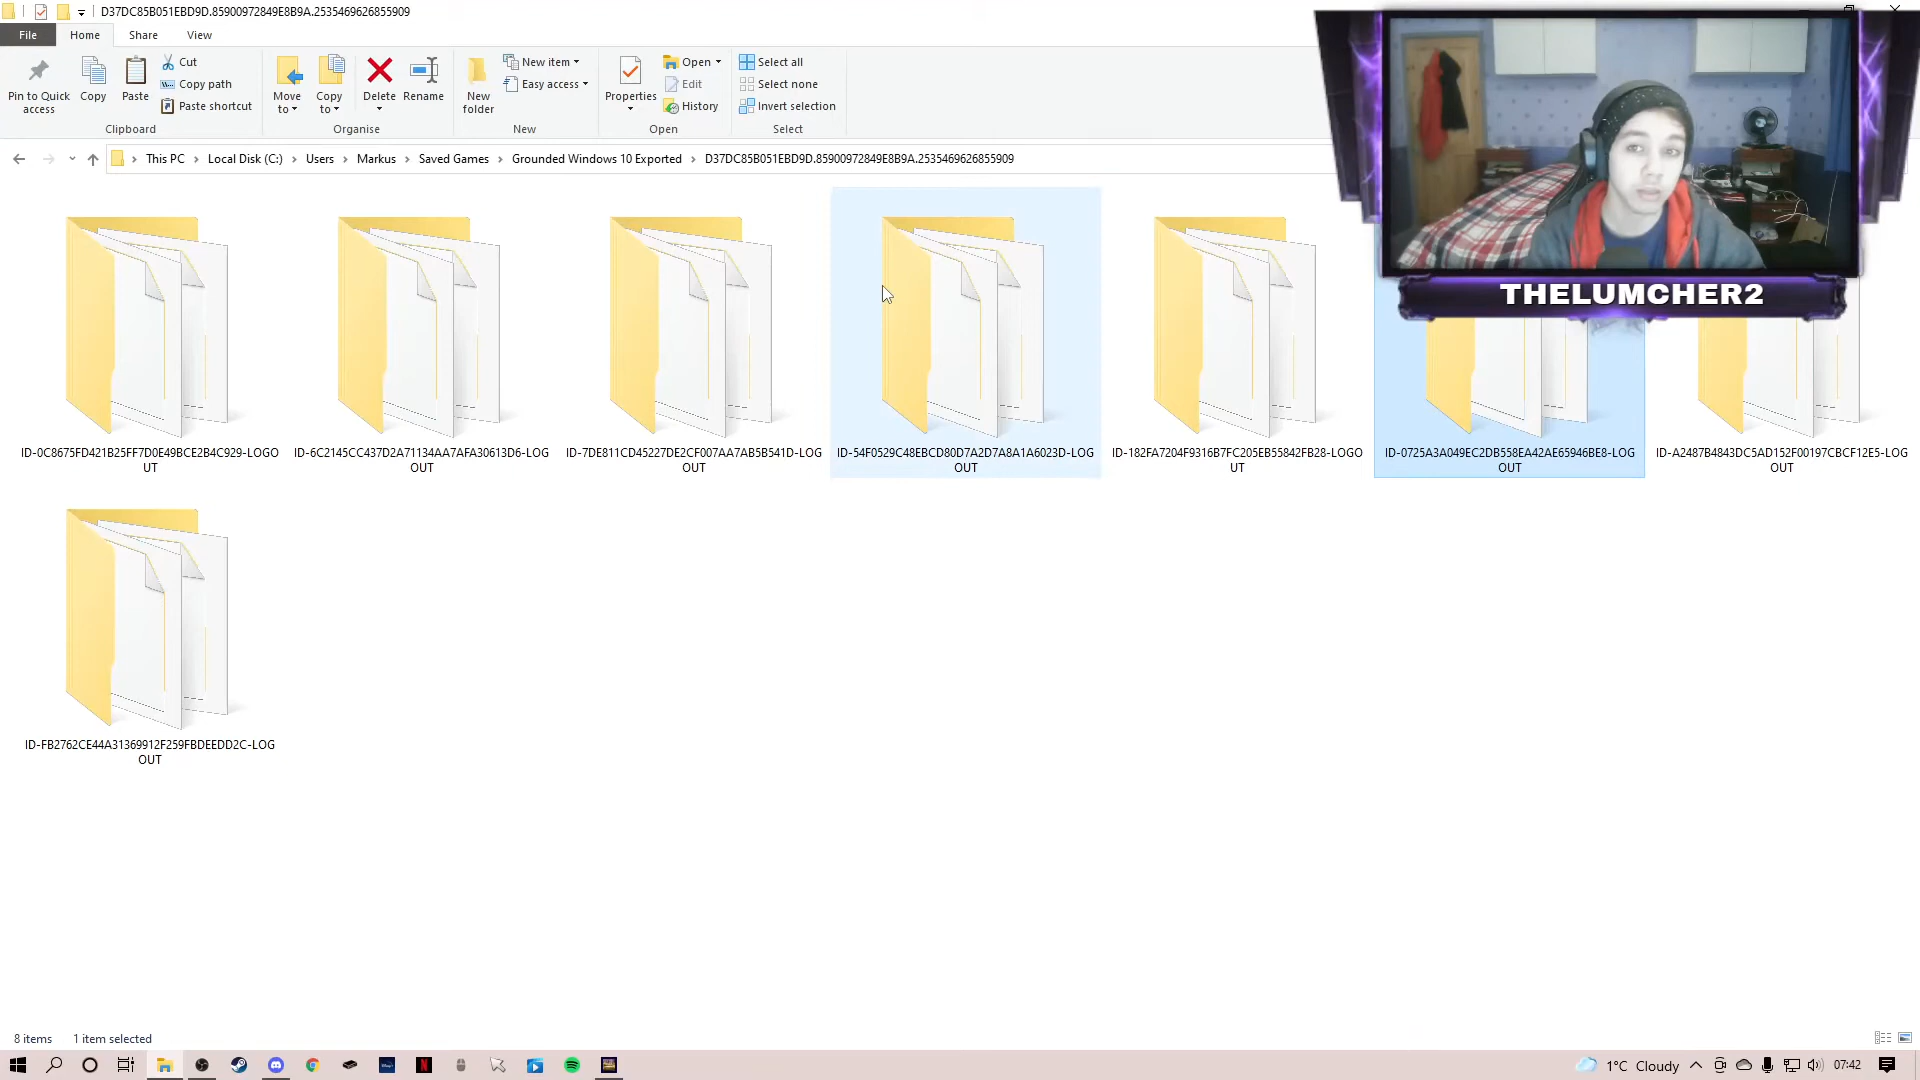 D37DC85B051EBD9D.85900972849E8B9A.2535469626855909
File Home Share View
Pin to Quick access
Copy
Paste
Cut
Copy path
Paste shortcut
Clipboard
Move to
Copy to
Delete
Rename
Organise
New folder
New item
Easy access
New
Properties
Open
Edit
History
Open
Select all
Select none
Invert selection
Select
This PC > Local Disk (C:) > Users > Markus > Saved Games > Grounded Windows 10 Exported > D37DC85B051EBD9D.85900972849E8B9A.2535469626855909
THELUMCHER2
ID-0C8675FD421B25FF7D0E49BCE2B4C929-LOGO
UT
ID-6C2145CC437D2A71134AA7AFA30613D6-LOG
OUT
ID-7DE811CD45227DE2CF007AA7AB5B541D-LOG
OUT
ID-54F0529C48EBCD80D7A2D7A8A1A6023D-LOG
OUT
ID-182FA7204F9316B7FC205EB55842FB28-LOGO
UT
ID-0725A3A049EC2DB558EA42AE65946BE8-LOG
OUT
ID-A2487B4843DC5AD152F00197CBCF12E5-LOG
OUT
ID-FB2762CE44A31369912F259FBDEEDD2C-LOG
OUT
8 items 1 item selected
1°C Cloudy 07:42